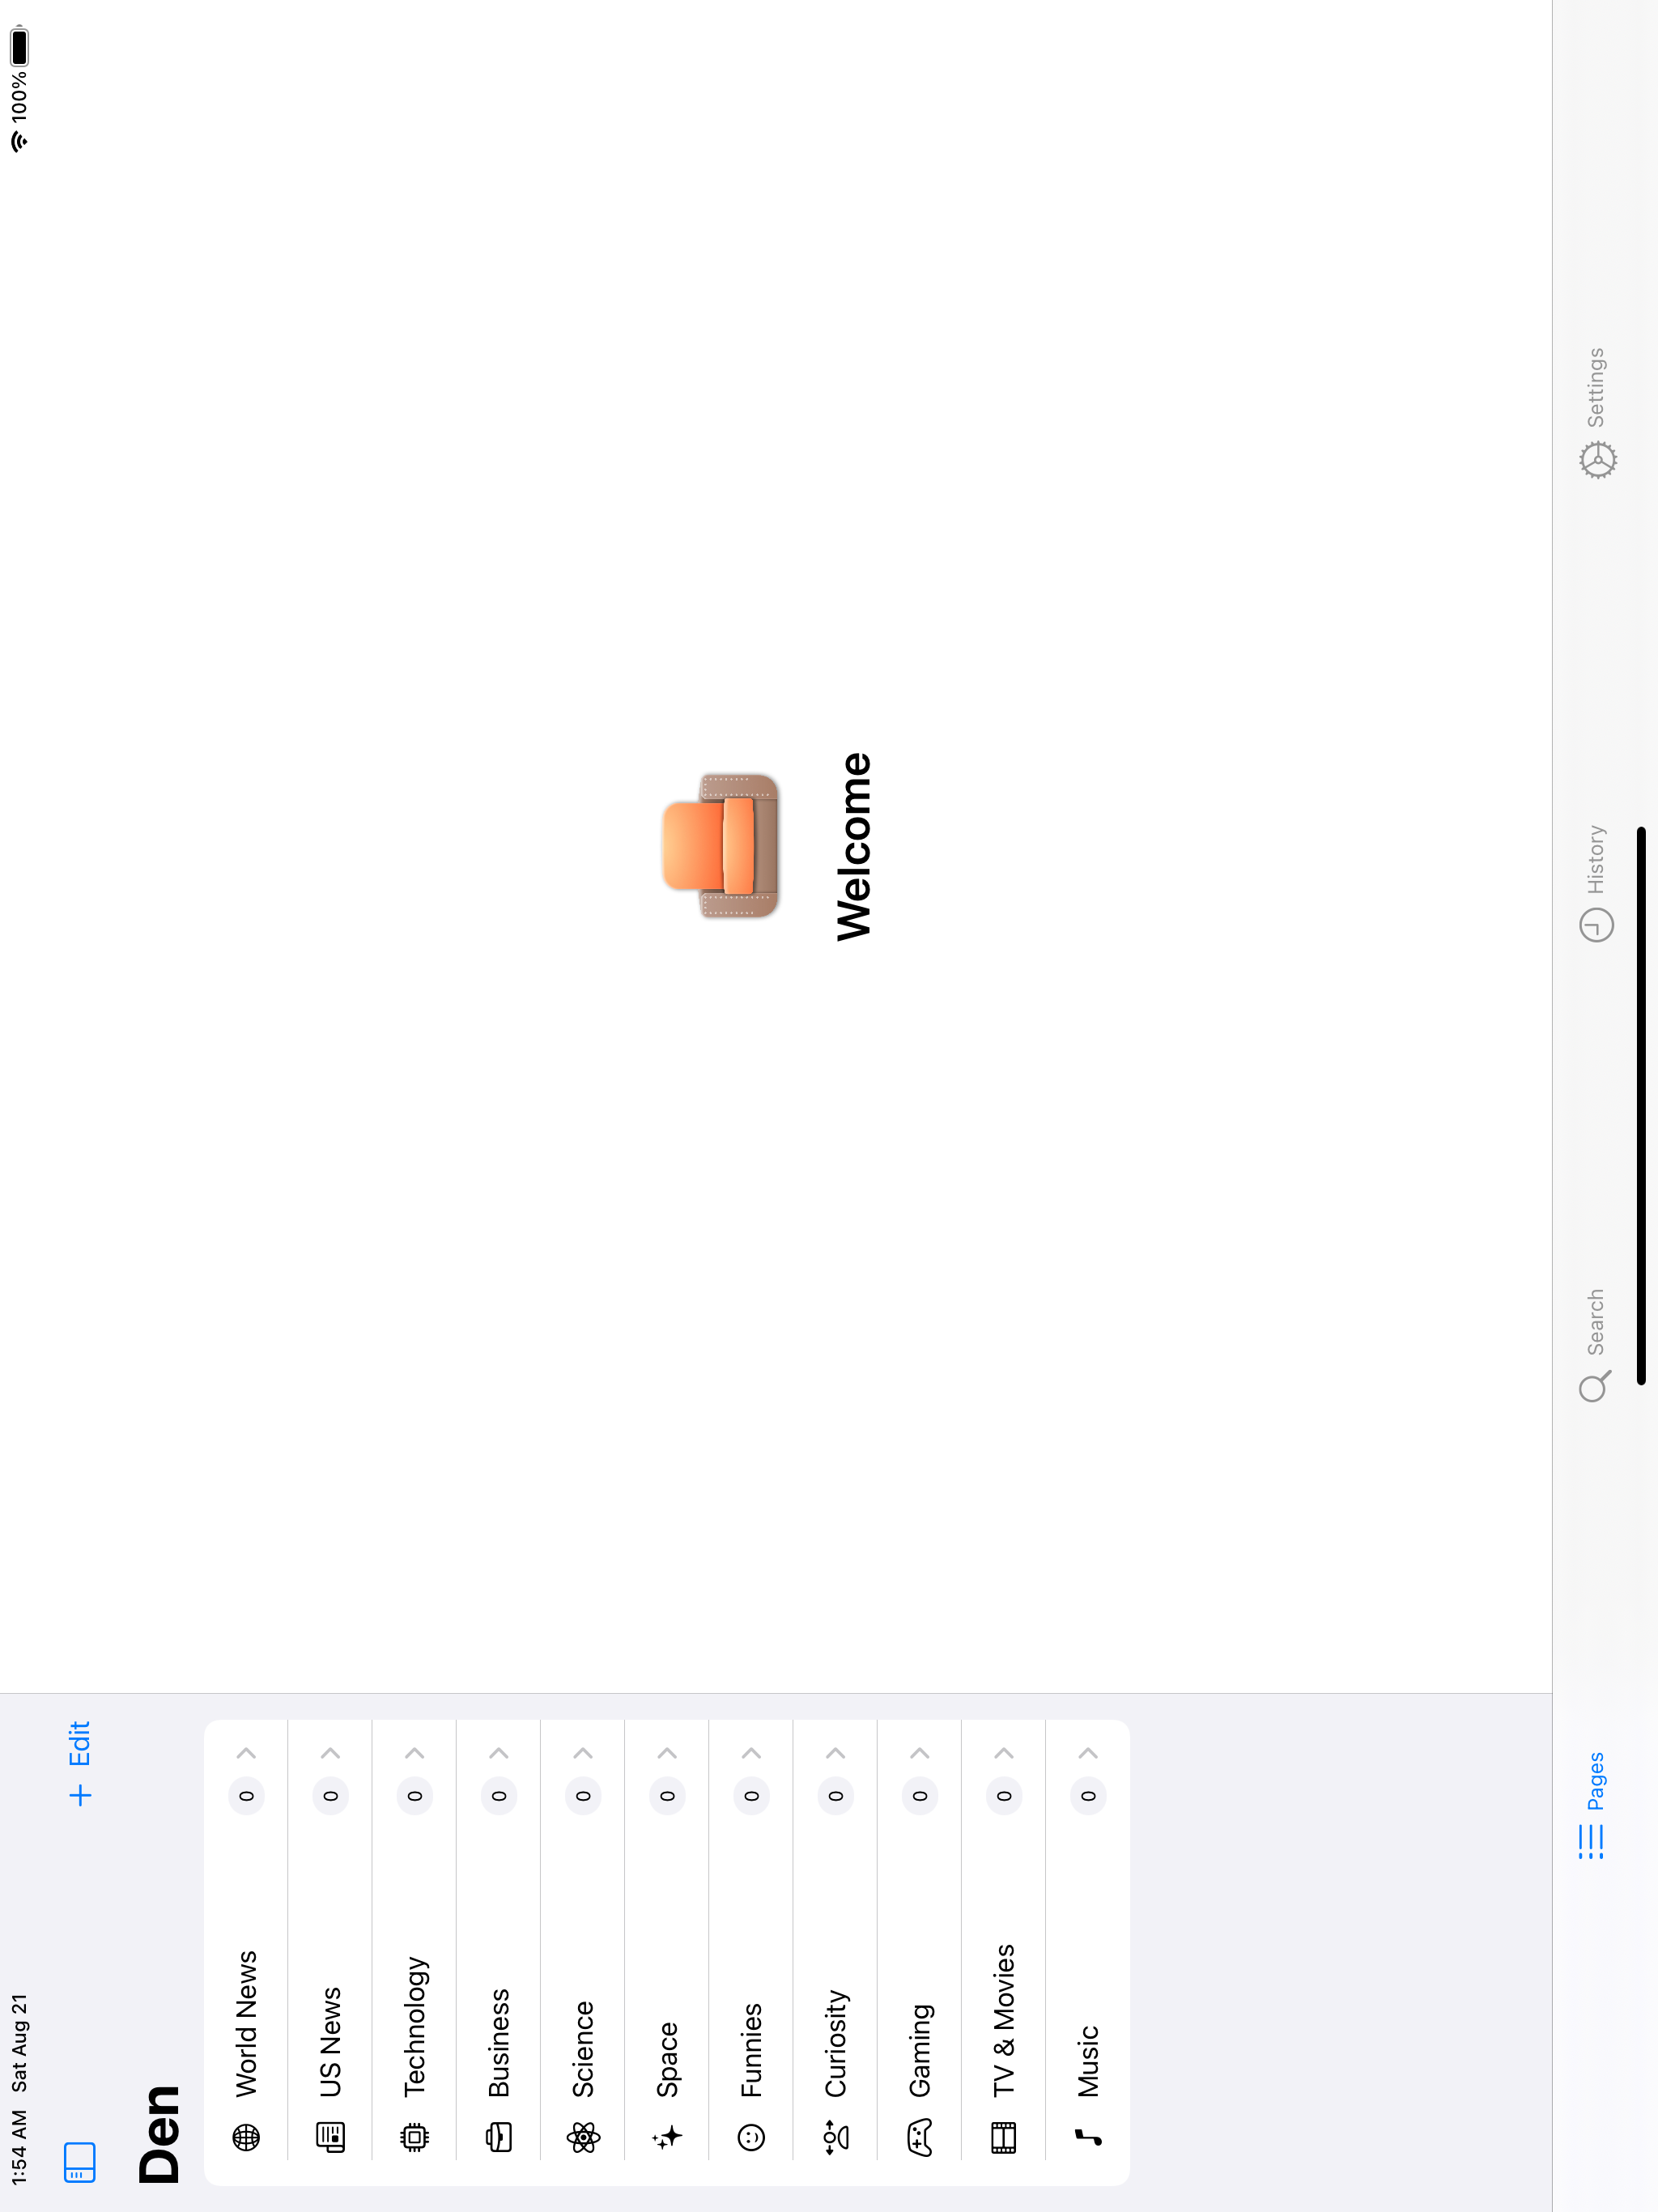 1:54 AM Sat Aug 21
100%
Edit
Den
World News 0
US News 0
Technology 0
Business 0
Science 0
Space 0
Funnies 0
Curiosity 0
Gaming 0
TV & Movies 0
Music 0
Welcome
Pages
Search
History
Settings